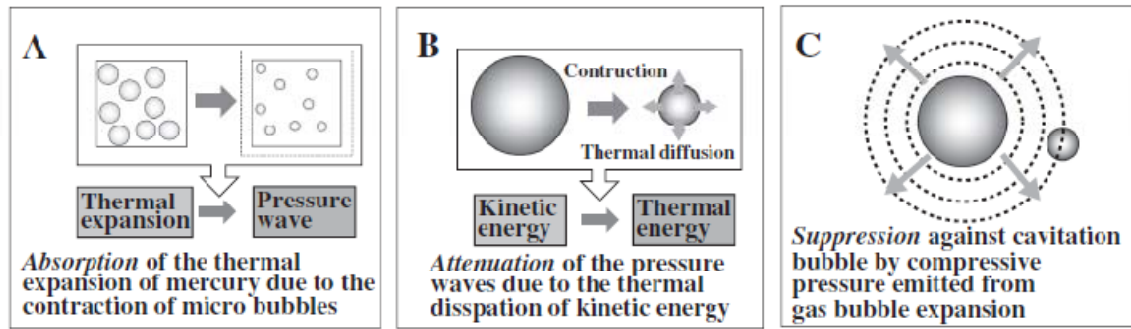 A
Thermal expansion
Pressure wave
Absorption of the thermal
expansion of mercury due to the
contraction of micro bubbles
B
Contruction
Thermal diffusion
Kinetic energy
Thermal energy
Attenuation of the pressure
waves due to the thermal
disspation of kinetic energy
C
Suppression against cavitation
bubble by compressive
pressure emitted from
gas bubble expansion